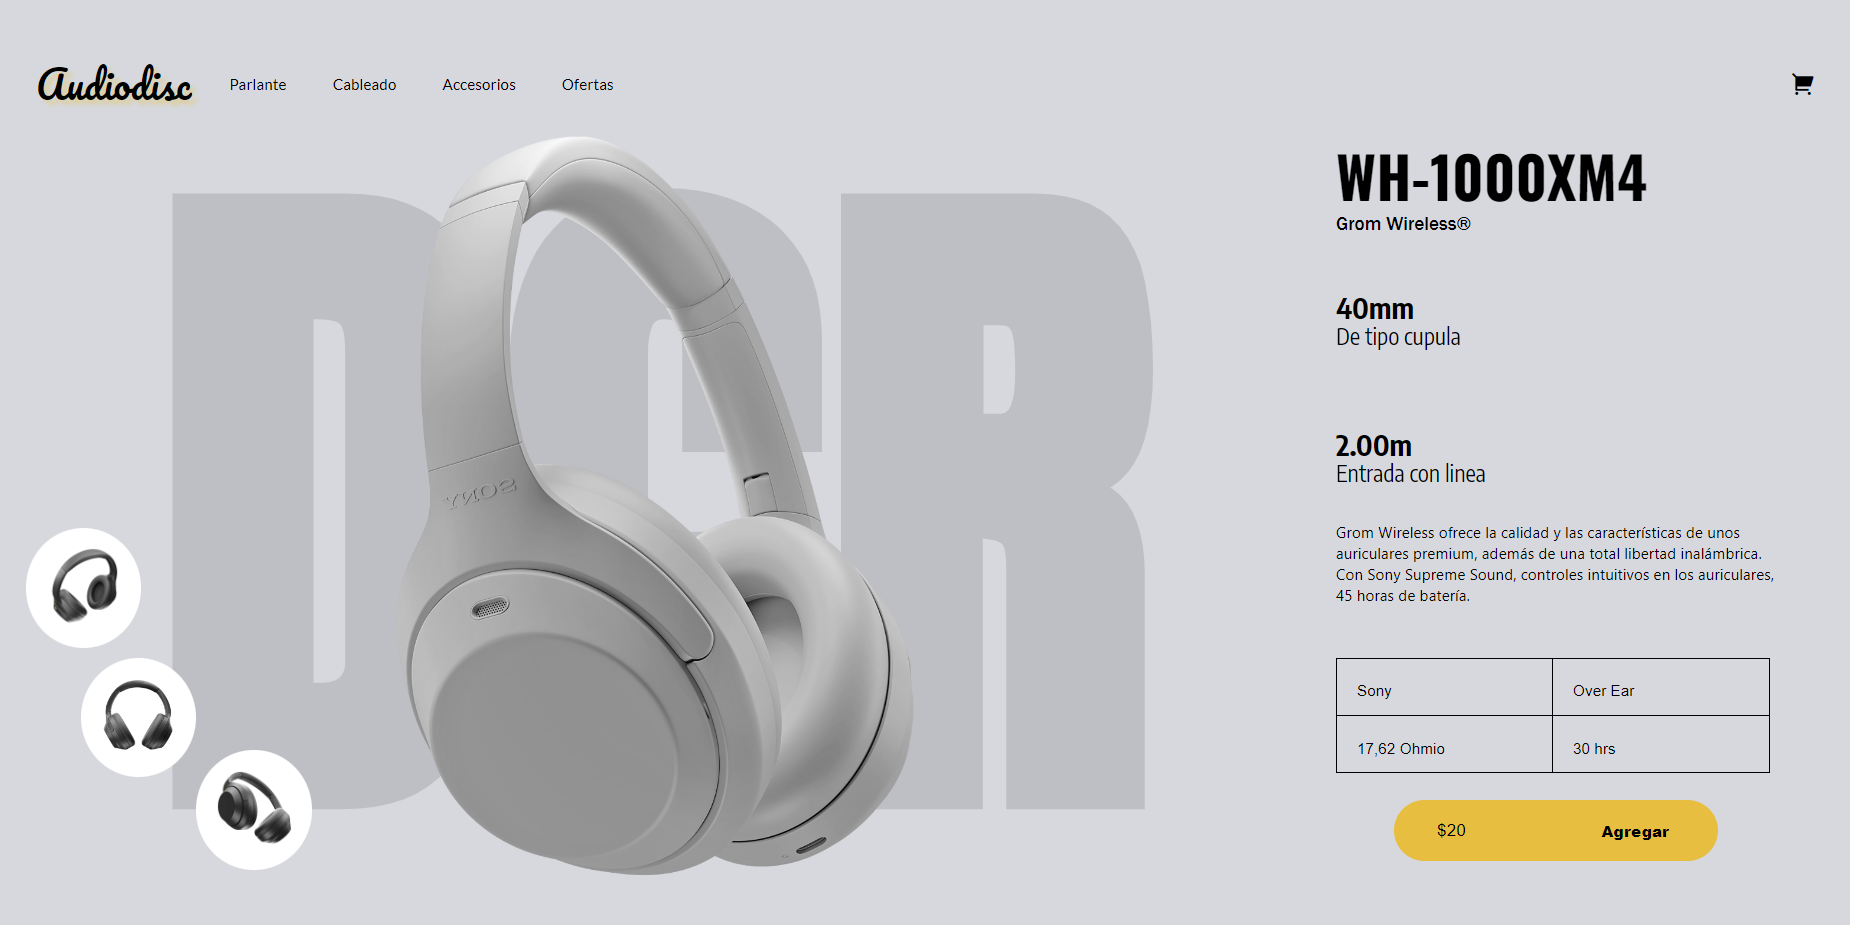 Audiodisc
Parlante
Cableado
Accesorios
Ofertas
DGR
SONY
WH-1000XM4
Grom Wireless®
40mm
De tipo cupula
2.00m
Entrada con linea
Grom Wireless ofrece la calidad y las características de unos
auriculares premium, además de una total libertad inalámbrica.
Con Sony Supreme Sound, controles intuitivos en los auriculares,
45 horas de batería.
Sony
Over Ear
17,62 Ohmio
30 hrs
$20
Agregar